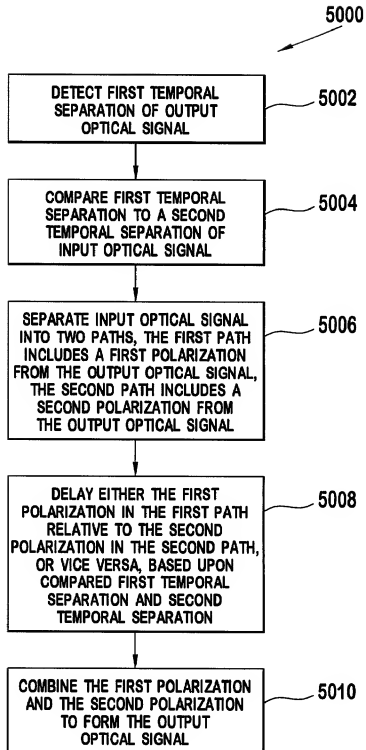 5000
DETECT FIRST TEMPORAL
SEPARATION OF OUTPUT
OPTICAL SIGNAL
5002
COMPARE FIRST TEMPORAL
SEPARATION TO A SECOND
TEMPORAL SEPARATION OF
INPUT OPTICAL SIGNAL
5004
SEPARATE INPUT OPTICAL SIGNAL
INTO TWO PATHS, THE FIRST PATH
INCLUDES A FIRST POLARIZATION
FROM THE OUTPUT OPTICAL SIGNAL,
THE SECOND PATH INCLUDES A
SECOND POLARIZATION FROM
THE OUTPUT OPTICAL SIGNAL
5006
DELAY EITHER THE FIRST
POLARIZATION IN THE FIRST PATH
RELATIVE TO THE SECOND
POLARIZATION IN THE SECOND PATH,
OR VICE VERSA, BASED UPON
COMPARED FIRST TEMPORAL
SEPARATION AND SECOND
TEMPORAL SEPARATION
5008
COMBINE THE FIRST POLARIZATION
AND THE SECOND POLARIZATION
TO FORM THE OUTPUT
OPTICAL SIGNAL
5010